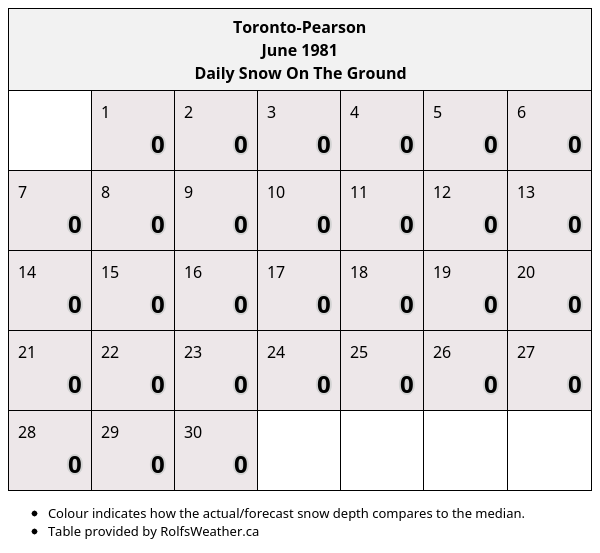 Toronto-Pearson
June 1981
Daily Snow On The Ground
1 2 3 4 5 6
0 0 0 0 0 0
7 8 9 10 11 12 13
0 0 0 0 0 0 0
14 15 16 17 18 19 20
0 0 0 0 0 0 0
21 22 23 24 25 26 27
0 0 0 0 0 0 0
28 29 30
0 0 0
• Colour indicates how the actual/forecast snow depth compares to the median.
• Table provided by RolfsWeather.ca